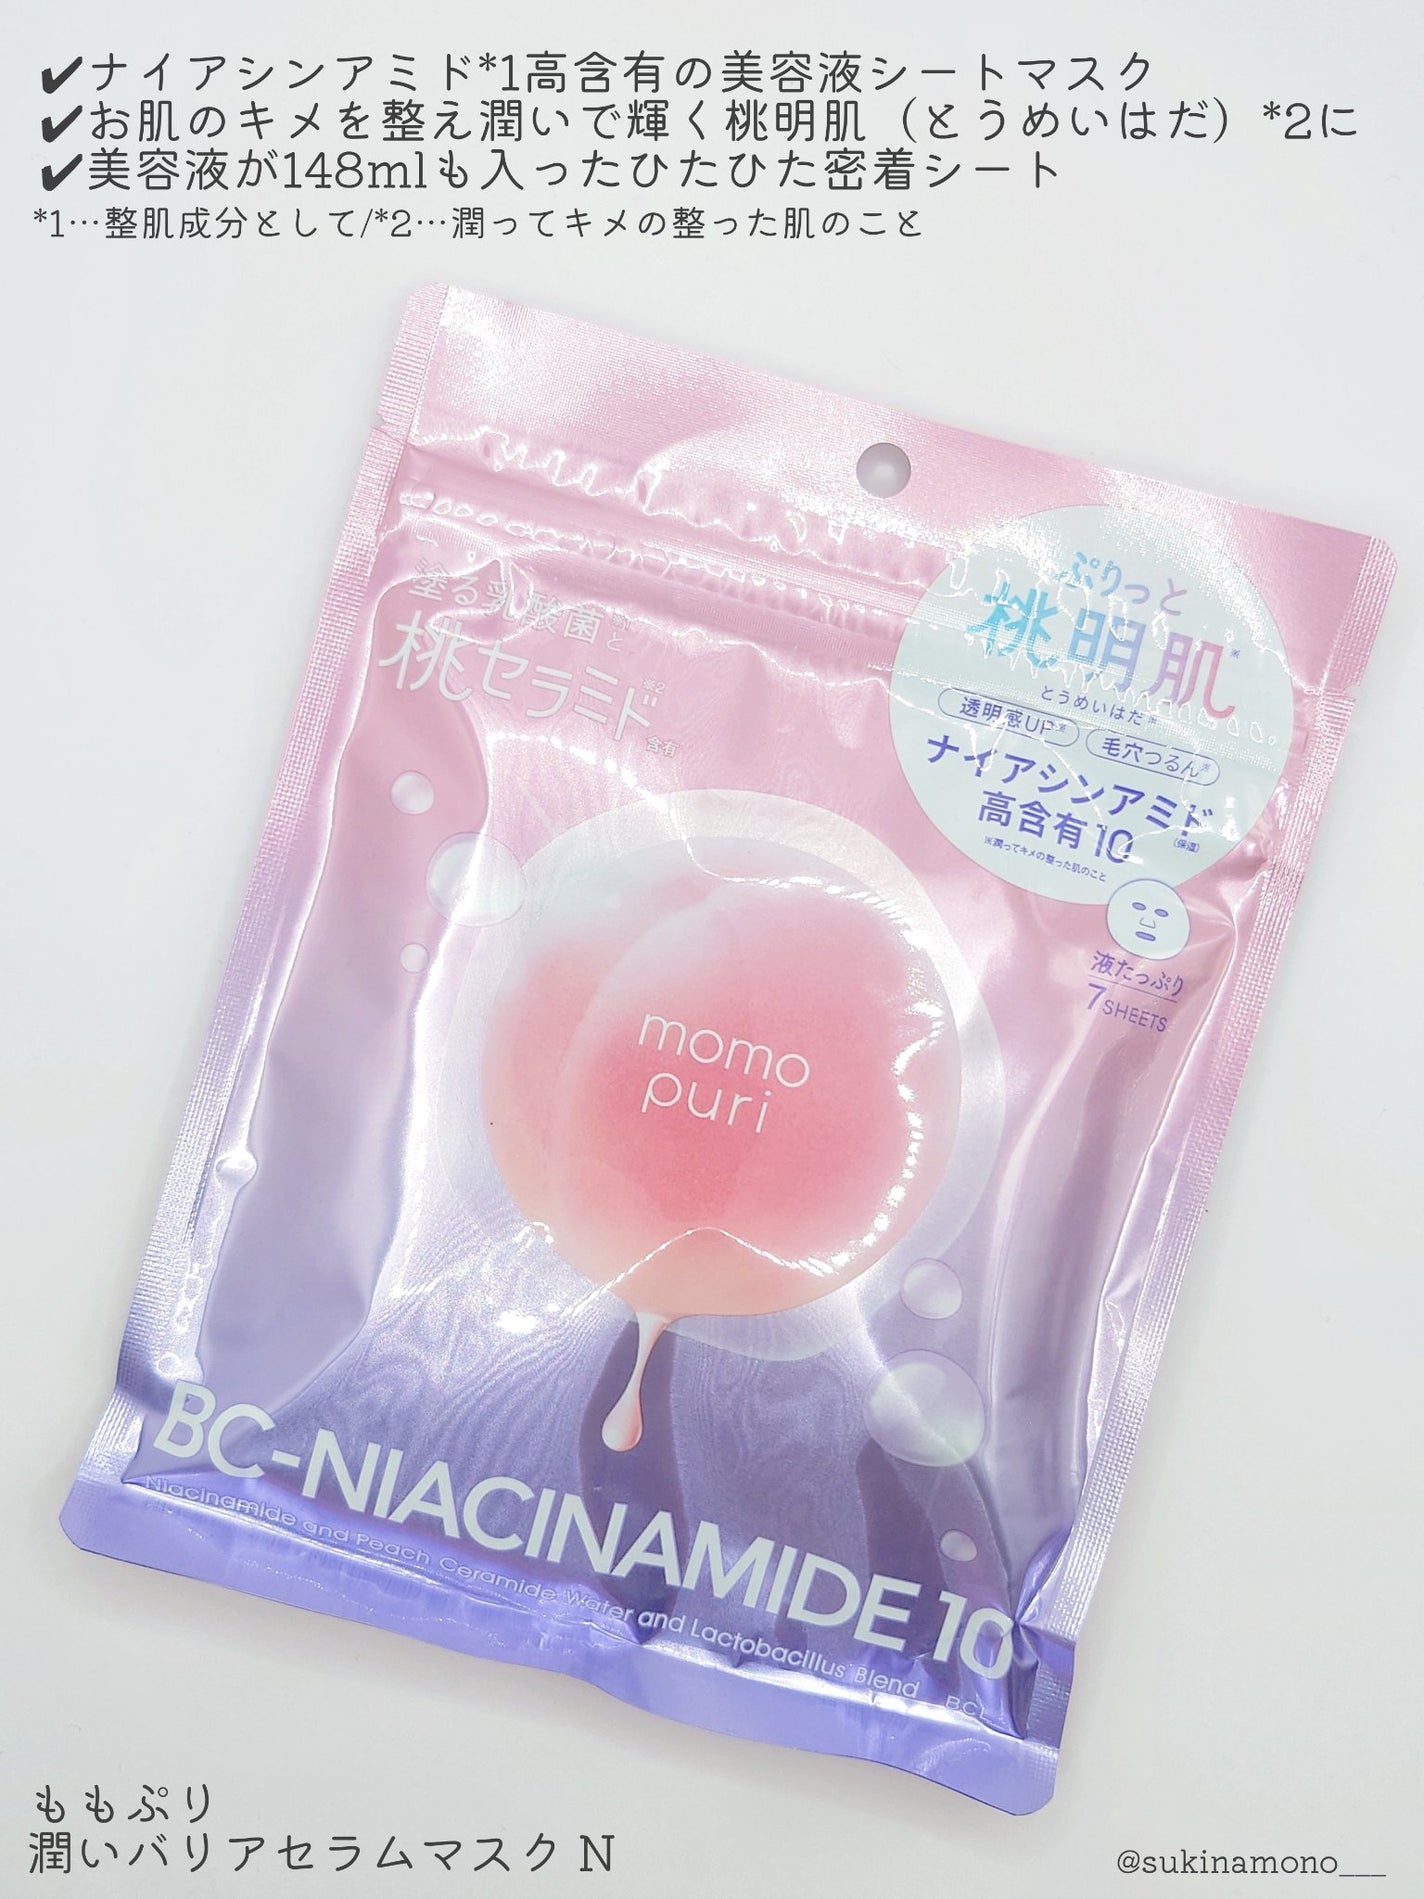 ✔ナイアシンアミド*1高含有の美容液シートマスク
✔お肌のキメを整え潤いで輝く桃明肌（とうめいはだ）*2に
✔美容液が148mlも入ったひたひた密着シート
*1…整肌成分として/*2…潤ってキメの整った肌のこと
塗る乳酸菌と
桃セラミド※2
含有
ぷりっと
桃明肌※
とうめいはだ※
透明感UP※
毛穴つるん※
ナイアシンアミド
高含有10(保湿)
※潤ってキメの整った肌のこと
液たっぷり
7SHEETS
momo
puri
BC-NIACINAMIDE 10
Niacinamide and Peach Ceramide Water and Lactobacillus Blend BCL
ももぷり
潤いバリアセラムマスク N
@sukinamono___